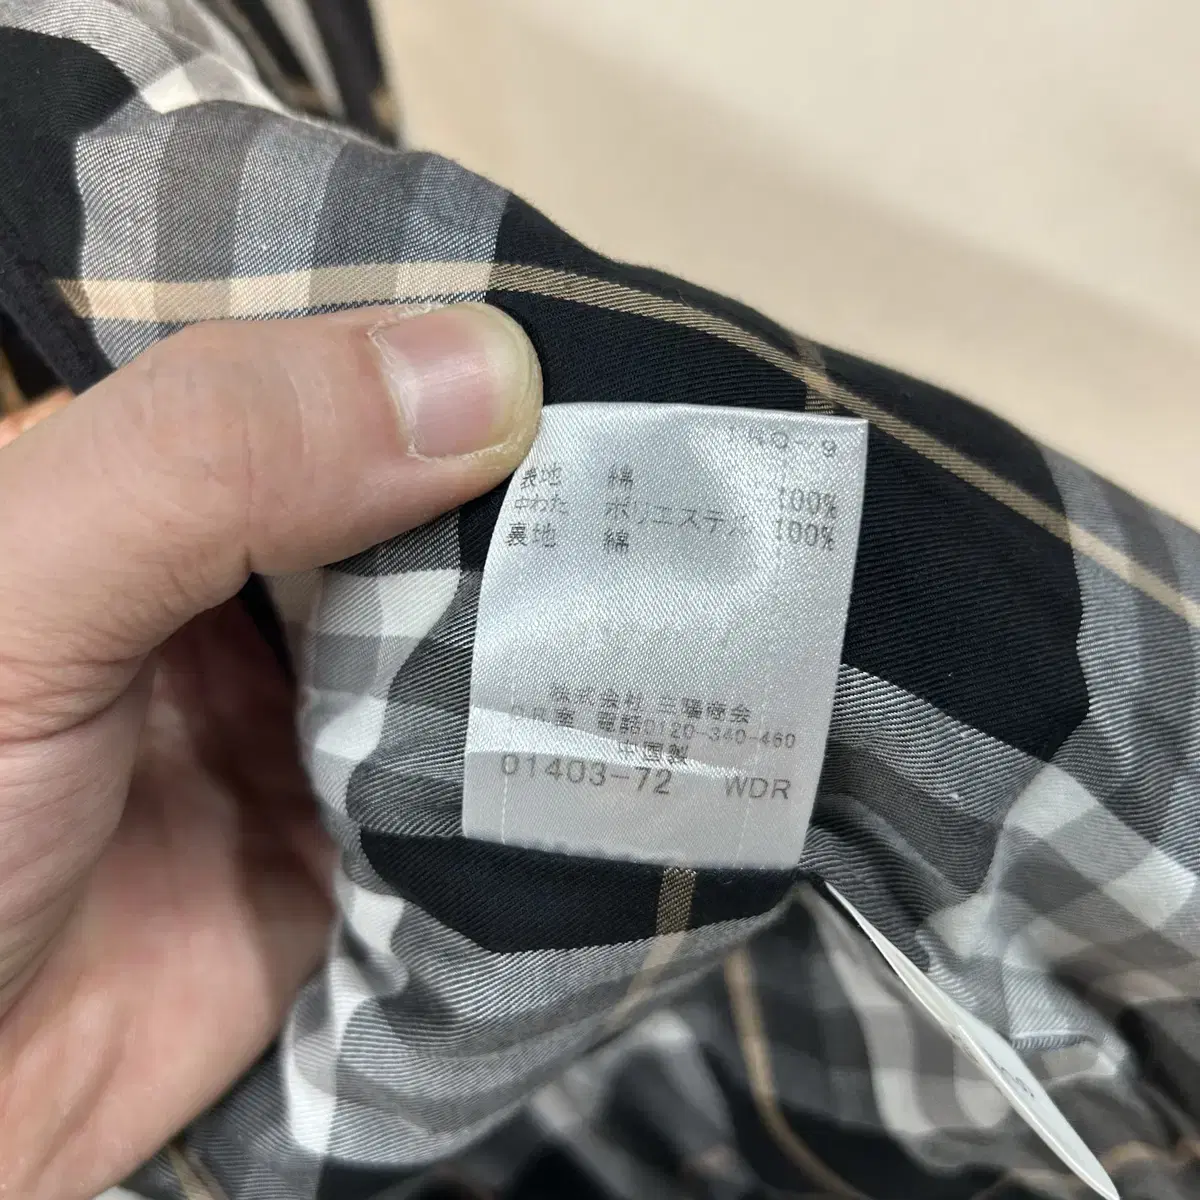 表地 綿 100%
中わた ポリエステル 100%
裏地 綿
株式会社 三陽商会
電話0120-340-460
中国製
01403-72 WDR